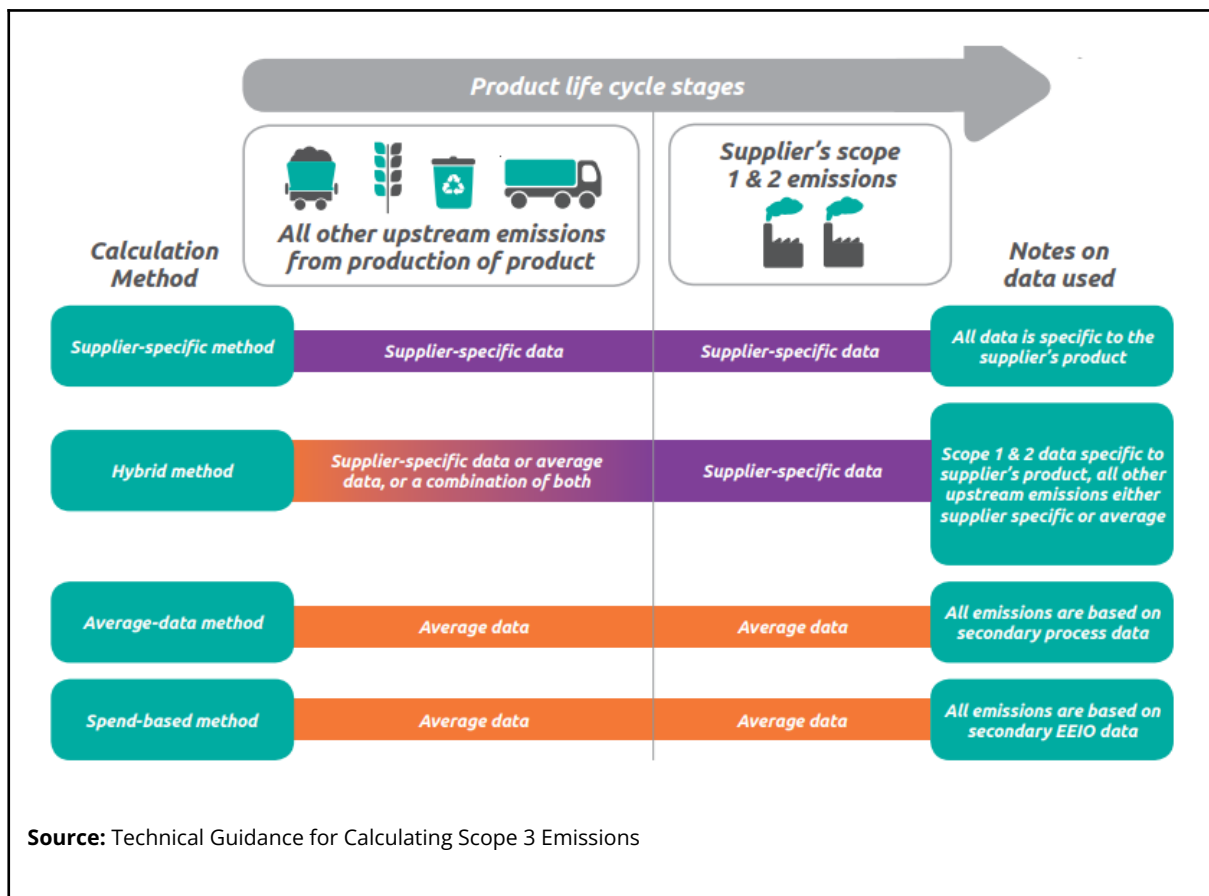 Product life cycle stages
All other upstream emissions
from production of product
Supplier's scope
1 & 2 emissions
Calculation
Method
Notes on
data used
Supplier-specific method
Supplier-specific data
Supplier-specific data
All data is specific to the
supplier's product
Hybrid method
Supplier-specific data or average
data, or a combination of both
Supplier-specific data
Scope 1 & 2 data specific to
supplier's product, all other
upstream emissions either
supplier specific or average
Average-data method
Average data
Average data
All emissions are based on
secondary process data
Spend-based method
Average data
Average data
All emissions are based on
secondary EEIO data
Source: Technical Guidance for Calculating Scope 3 Emissions